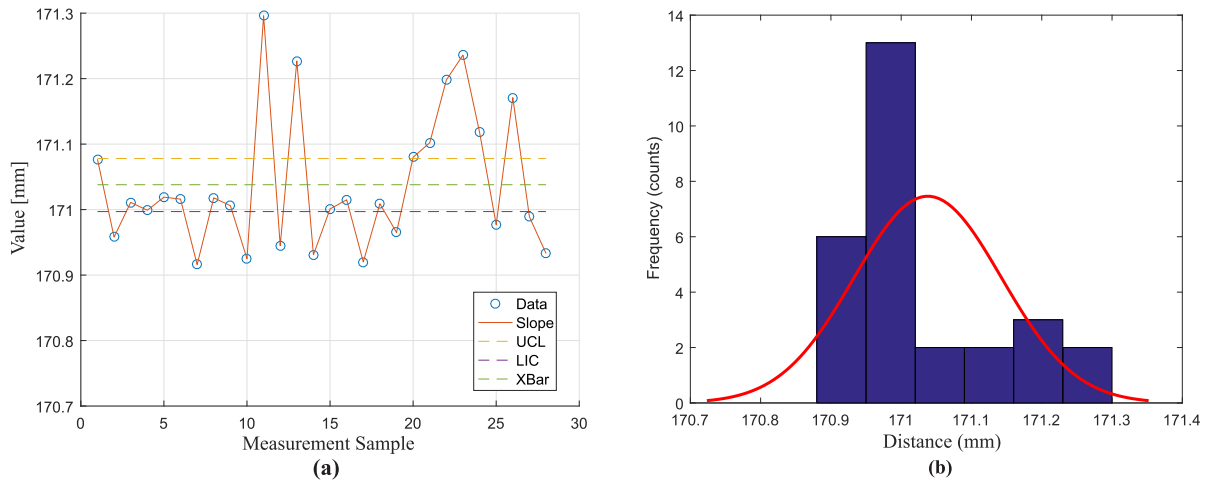 171.3
171.2
171.1
171
170.9
170.8
170.7
0
5
10
15
20
25
30
Value [mm]
Measurement Sample
Data
Slope
UCL
LIC
XBar
(a)
14
12
10
8
6
4
2
0
170.7
170.8
170.9
171
171.1
171.2
171.3
171.4
Frequency (counts)
Distance (mm)
(b)